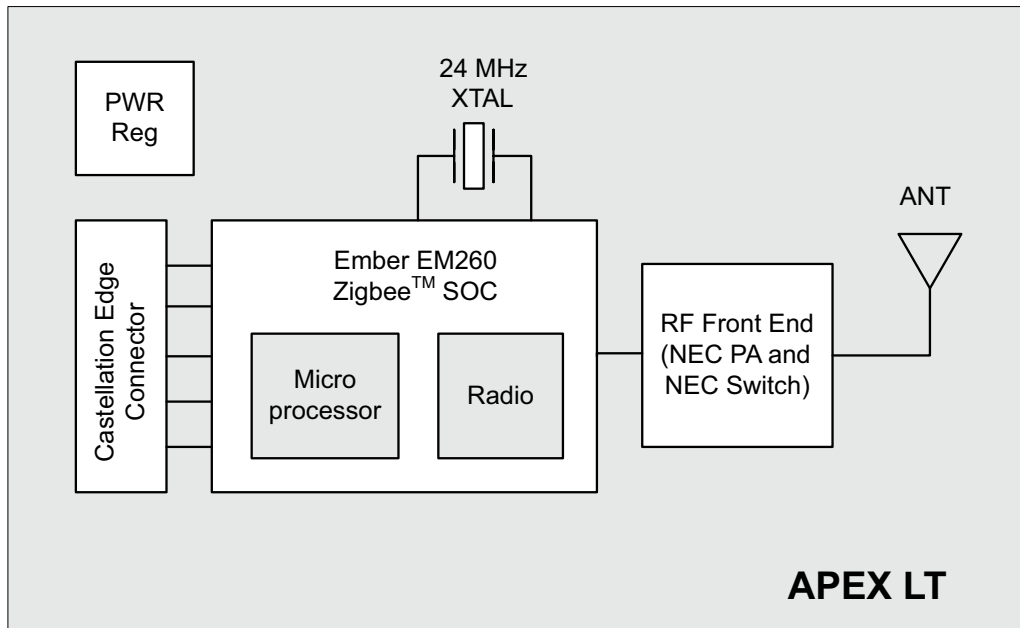 PWR
Reg
24 MHz
XTAL
ANT
Castellation Edge
Connector
Ember EM260
Zigbee™ SOC
Micro
processor
Radio
RF Front End
(NEC PA and
NEC Switch)
APEX LT